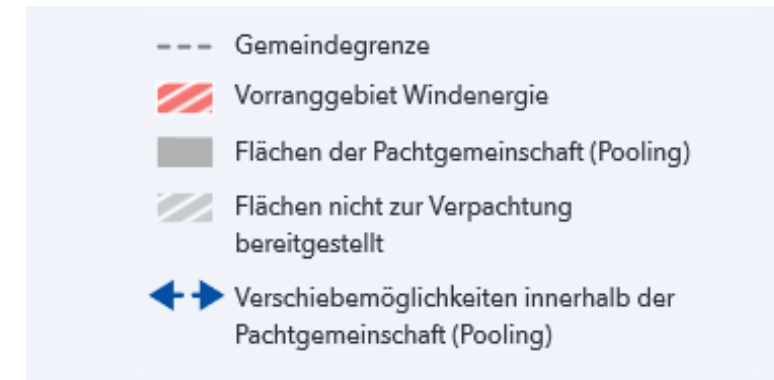 Gemeindegrenze
Vorranggebiet Windenergie
Flächen der Pachtgemeinschaft (Pooling)
Flächen nicht zur Verpachtung
bereitgestellt
Verschiebemöglichkeiten innerhalb der
Pachtgemeinschaft (Pooling)